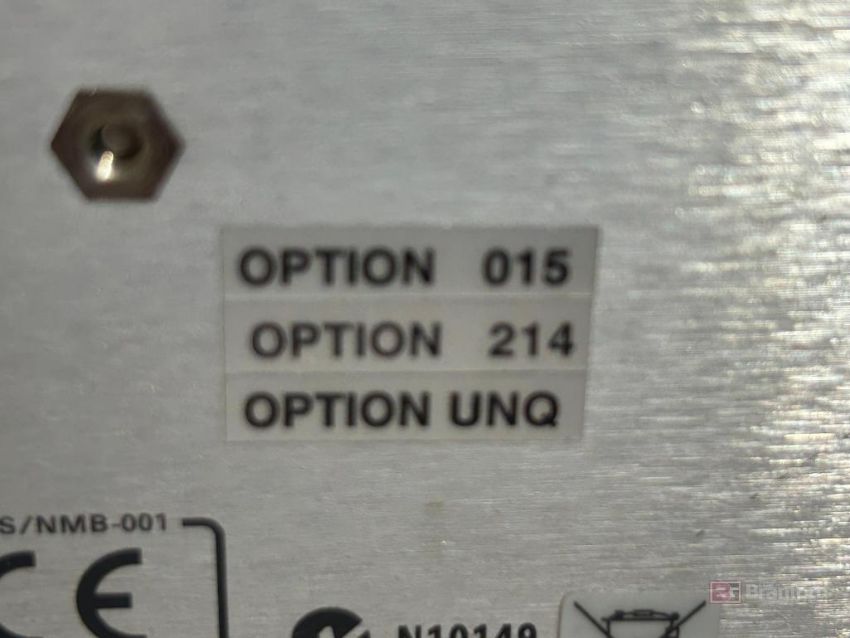 OPTION 015
OPTION 214
OPTION UNQ
S/NMB-001
CE
N10149